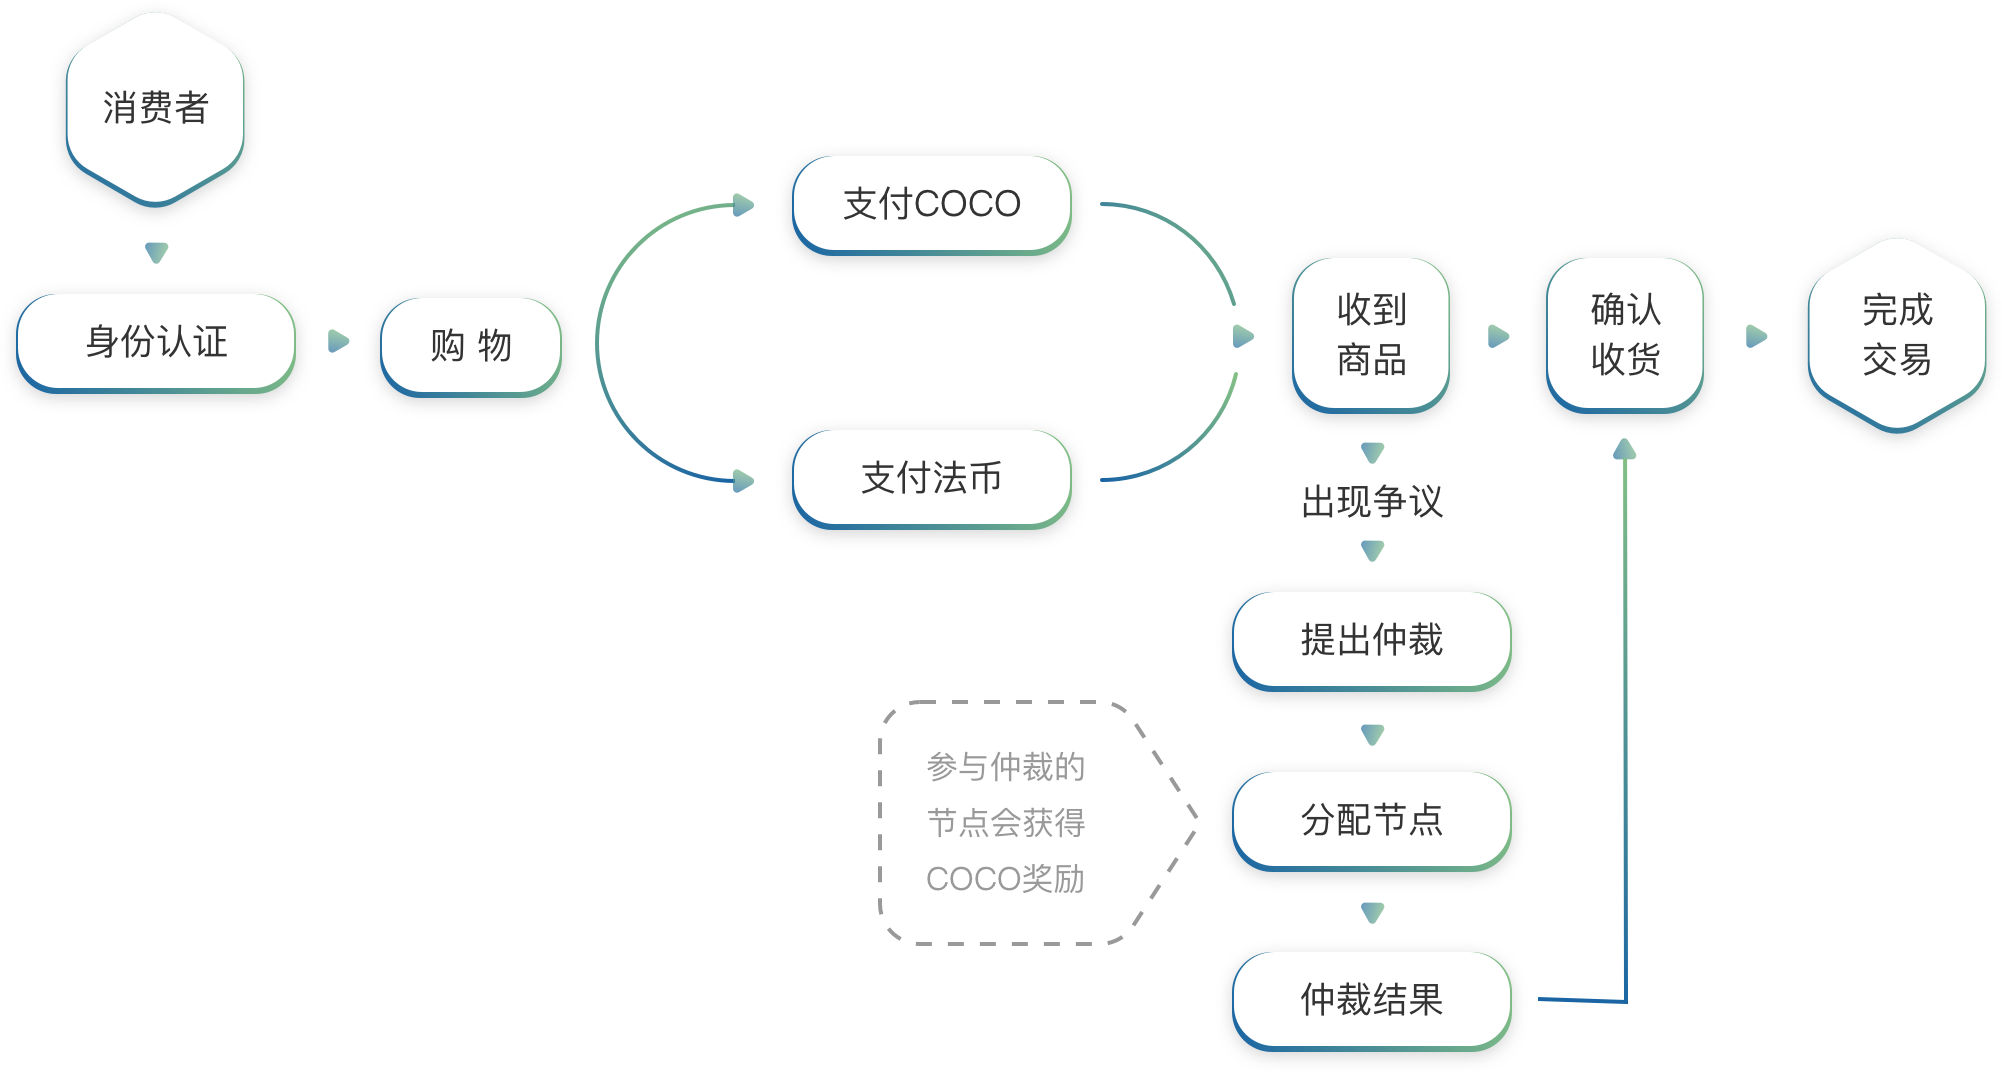 消费者
身份认证
购 物
支付COCO
支付法币
收到
商品
确认
收货
完成
交易
出现争议
提出仲裁
参与仲裁的
节点会获得
COCO奖励
分配节点
仲裁结果